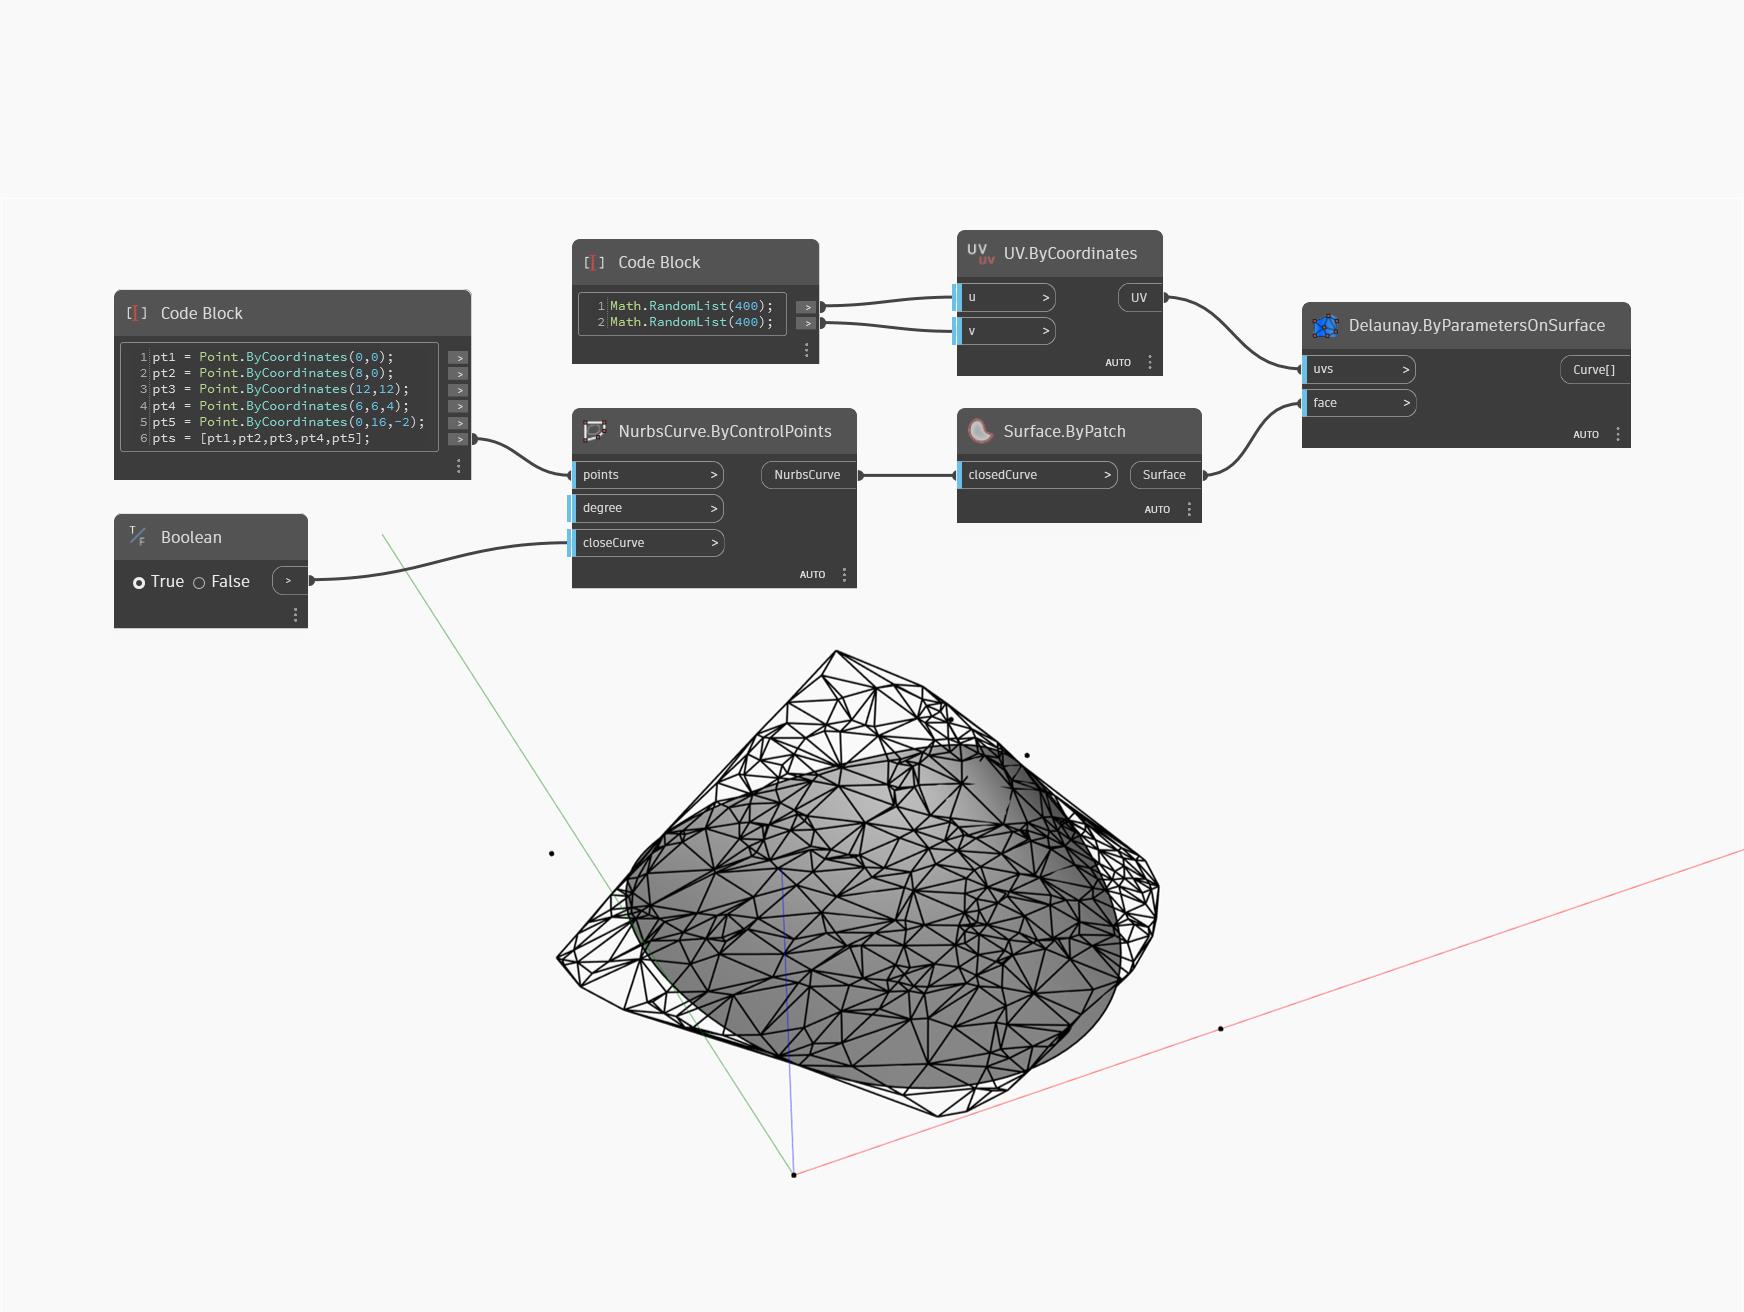 Code Block
1 pt1 = Point.ByCoordinates(0,0); >
2 pt2 = Point.ByCoordinates(8,0); >
3 pt3 = Point.ByCoordinates(12,12); >
4 pt4 = Point.ByCoordinates(6,6,4); >
5 pt5 = Point.ByCoordinates(0,16,-2); >
6 pts = [pt1,pt2,pt3,pt4,pt5]; >
T/F Boolean
True False >
Code Block
1 Math.RandomList(400); >
2 Math.RandomList(400); >
NurbsCurve.ByControlPoints
points > NurbsCurve
degree >
closeCurve >
AUTO
UV uv UV.ByCoordinates
u > UV
v >
AUTO
Surface.ByPatch
closedCurve > Surface
AUTO
Delaunay.ByParametersOnSurface
uvs > Curve[]
face >
AUTO